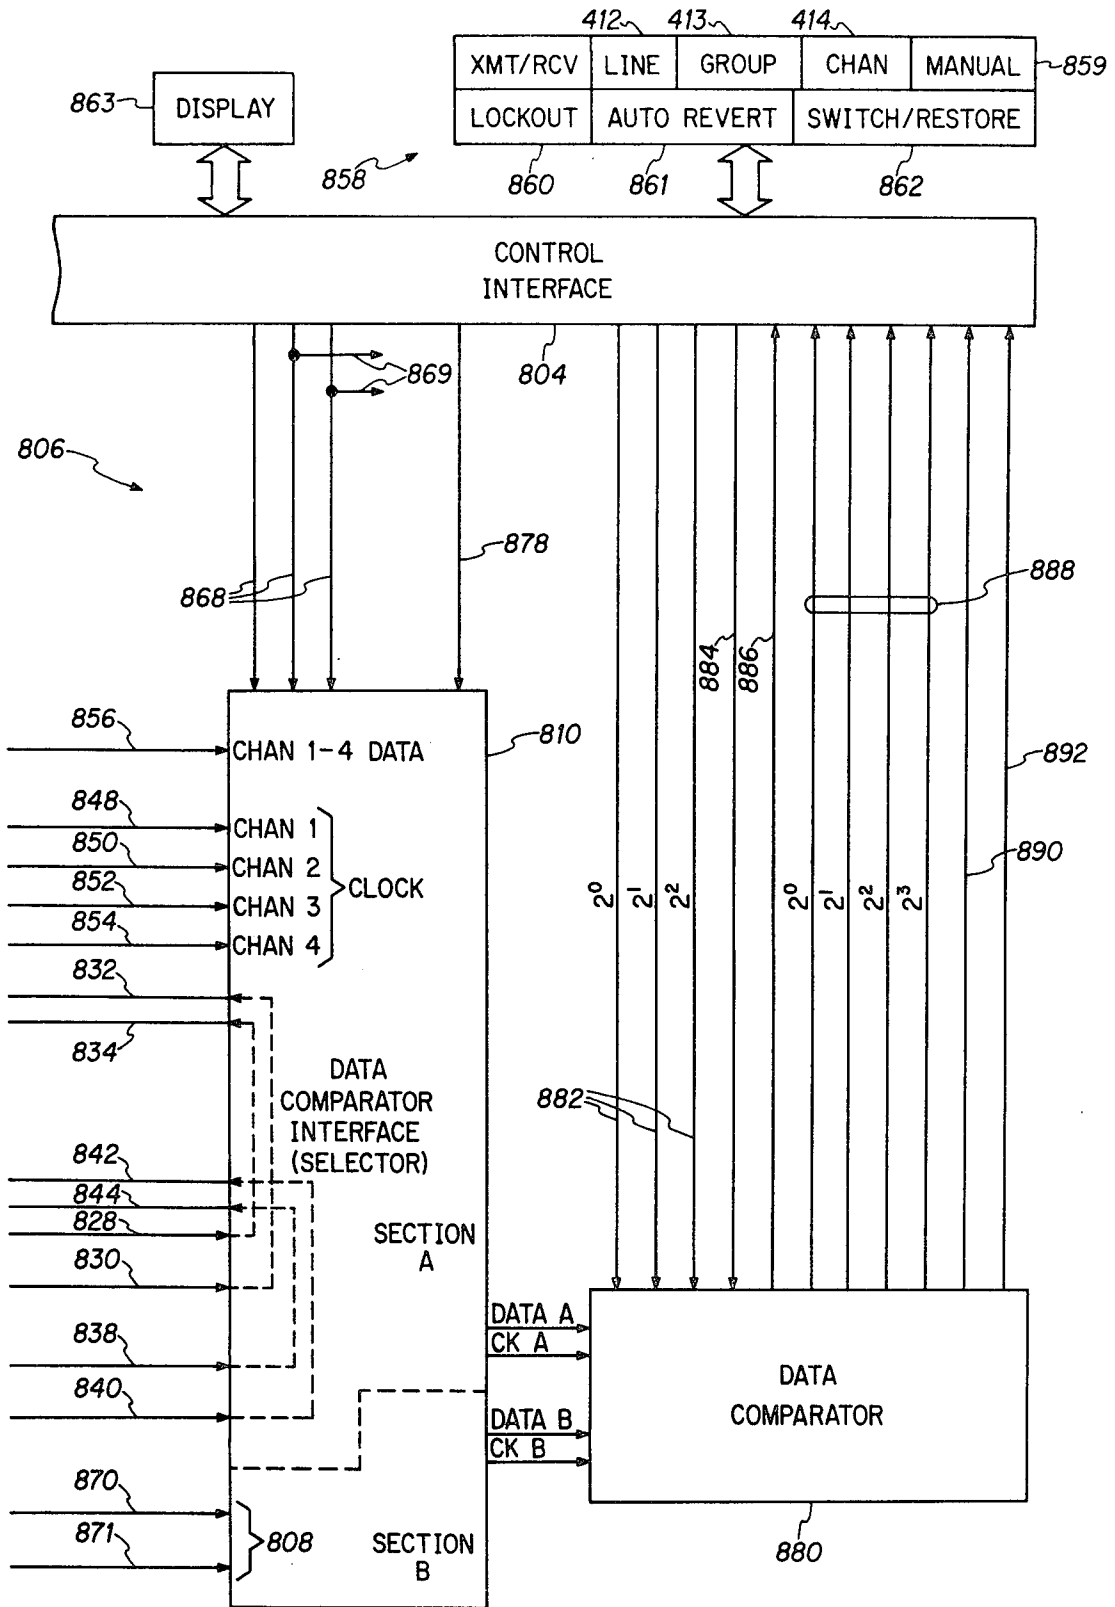 412 413 414
XMT/RCV LINE GROUP CHAN MANUAL 859
863 DISPLAY
LOCKOUT AUTO REVERT SWITCH/RESTORE
858 860 861 862
CONTROL
INTERFACE
869 804
806
878
868 888
884 886
856 CHAN 1-4 DATA 810
892
848 CHAN 1
850 CHAN 2
890
CLOCK
852 CHAN 3
2⁰ 2¹ 2² 2⁰ 2¹ 2² 2³
854 CHAN 4
832
834
DATA
COMPARATOR
INTERFACE
(SELECTOR)
882
842
844
828
SECTION
A
830
DATA A
CK A
838
DATA
COMPARATOR
840
DATA B
CK B
870
808
871
SECTION
B
880